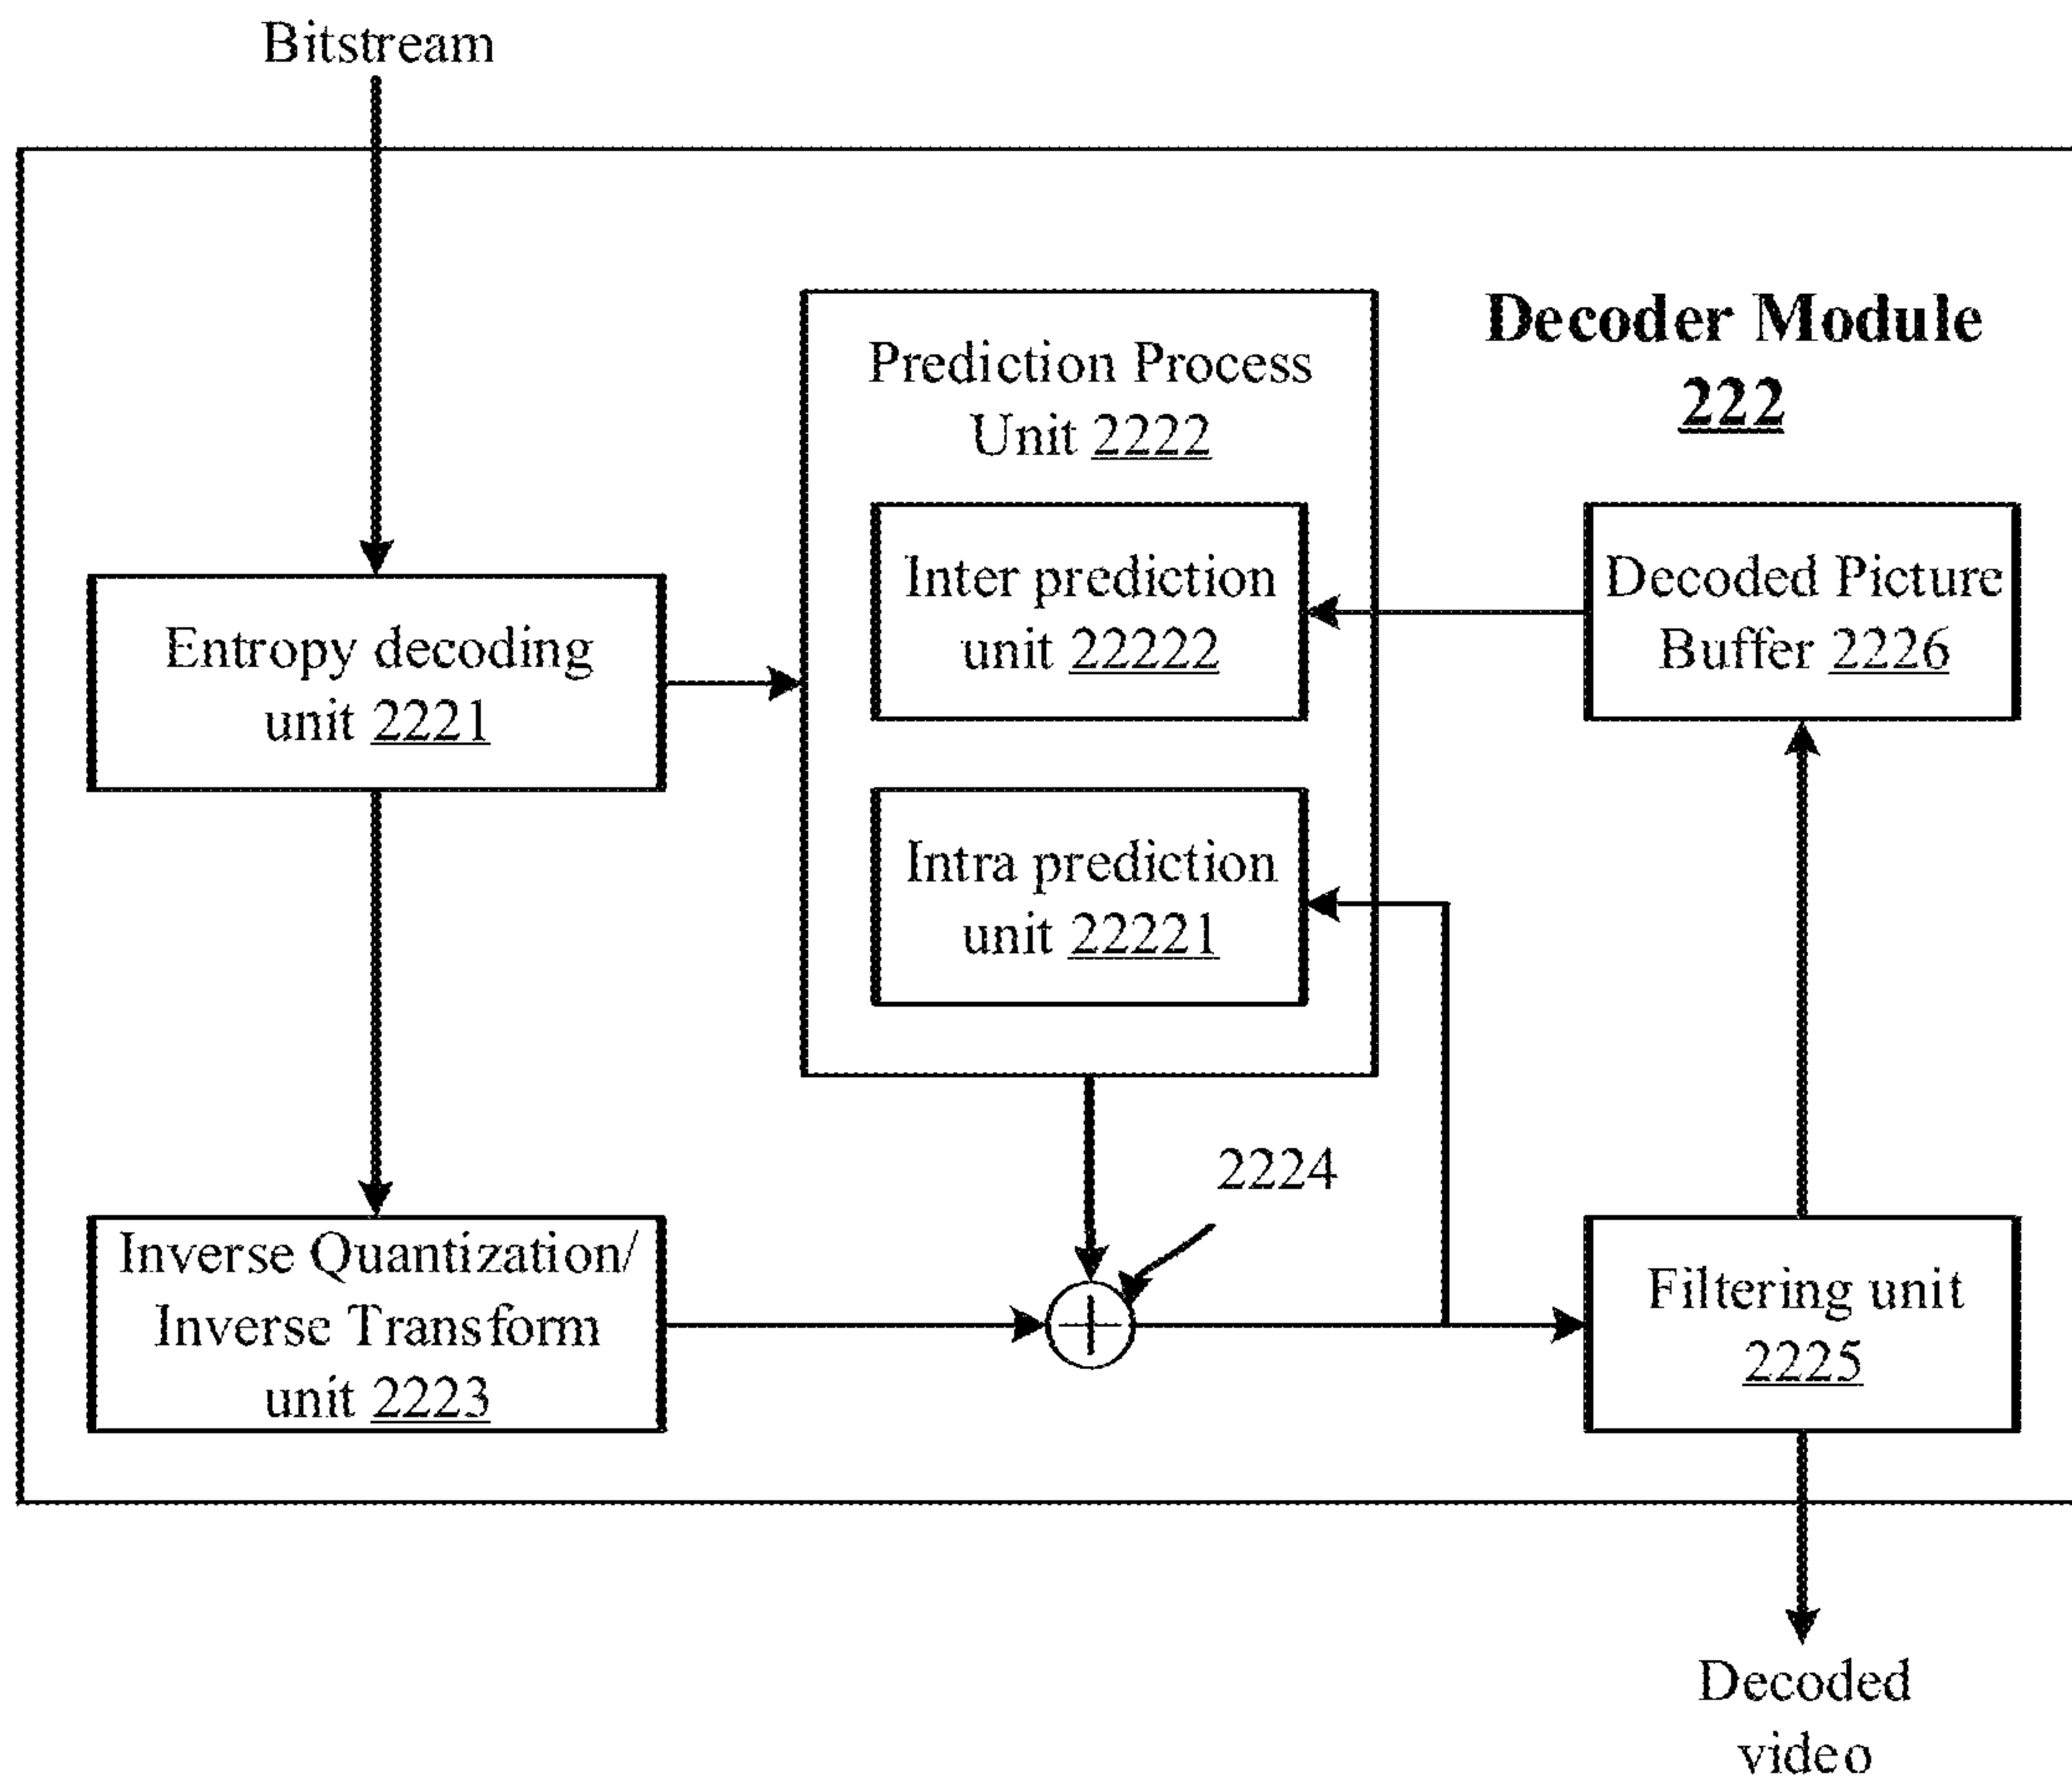 Bitstream
Decoder Module
222
Prediction Process
Unit 2222
Inter prediction
unit 22222
Decoded Picture
Buffer 2226
Entropy decoding
unit 2221
Intra prediction
unit 22221
2224
Inverse Quantization/
Inverse Transform
unit 2223
Filtering unit
2225
Decoded
video